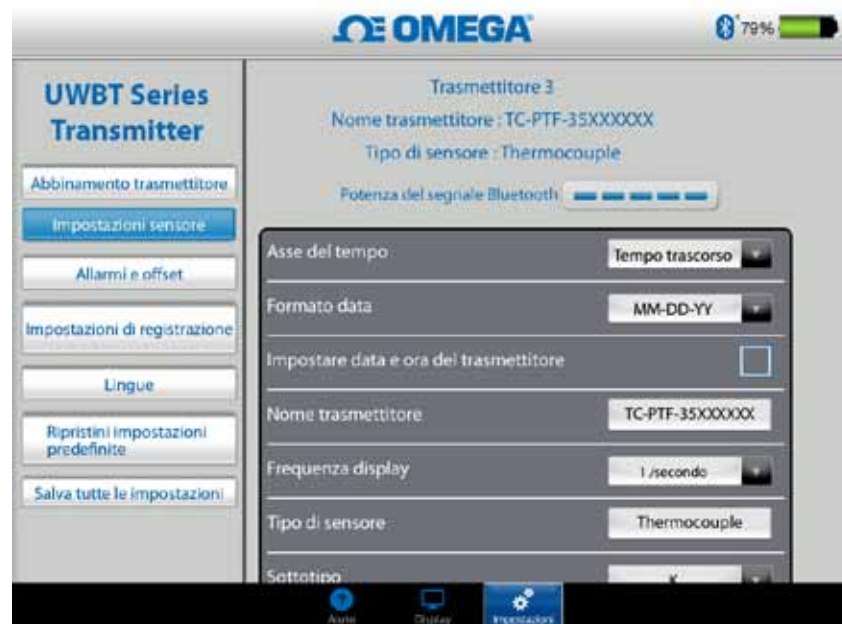 OMEGA
79%
UWBT Series
Transmitter
Abbinamento trasmettitore
Impostazioni sensore
Allarmi e offset
Impostazioni di registrazione
Lingue
Ripristini impostazioni
predefinite
Salva tutte le impostazioni
Trasmettitore 3
Nome trasmettitore : TC-PTF-35XXXXXX
Tipo di sensore : Thermocouple
Potenza del segnale Bluetooth
Asse del tempo
Tempo trascorso
Formato data
MM-DD-YY
Impostare data e ora del trasmettitore
Nome trasmettitore
TC-PTF-35XXXXXX
Frequenza display
1 /secondo
Tipo di sensore
Thermocouple
Sottotipo
K
Display
Impostazioni